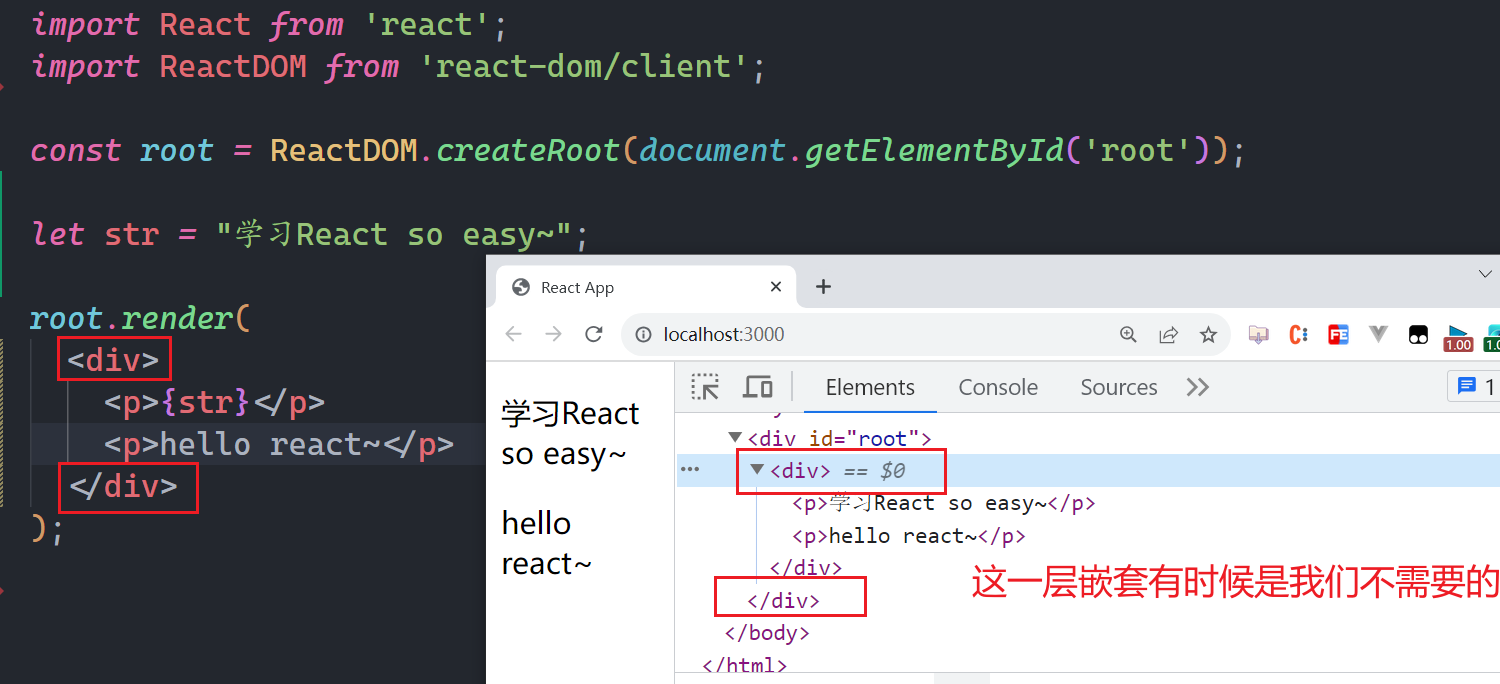 import React from 'react';
import ReactDOM from 'react-dom/client';
const root = ReactDOM.createRoot(document.getElementById('root'));
let str = "学习React so easy~";
root.render(
<div>
<p>{str}</p>
<p>hello react~</p>
</div>
);
React App
localhost:3000
1.00
1.0
学习React
so easy~
hello
react~
Elements
Console
Sources
1
<div id="root">
<div> == $0
<p>学习React so easy~</p>
<p>hello react~</p>
</div>
</div>
</body>
</html>
这一层嵌套有时候是我们不需要的